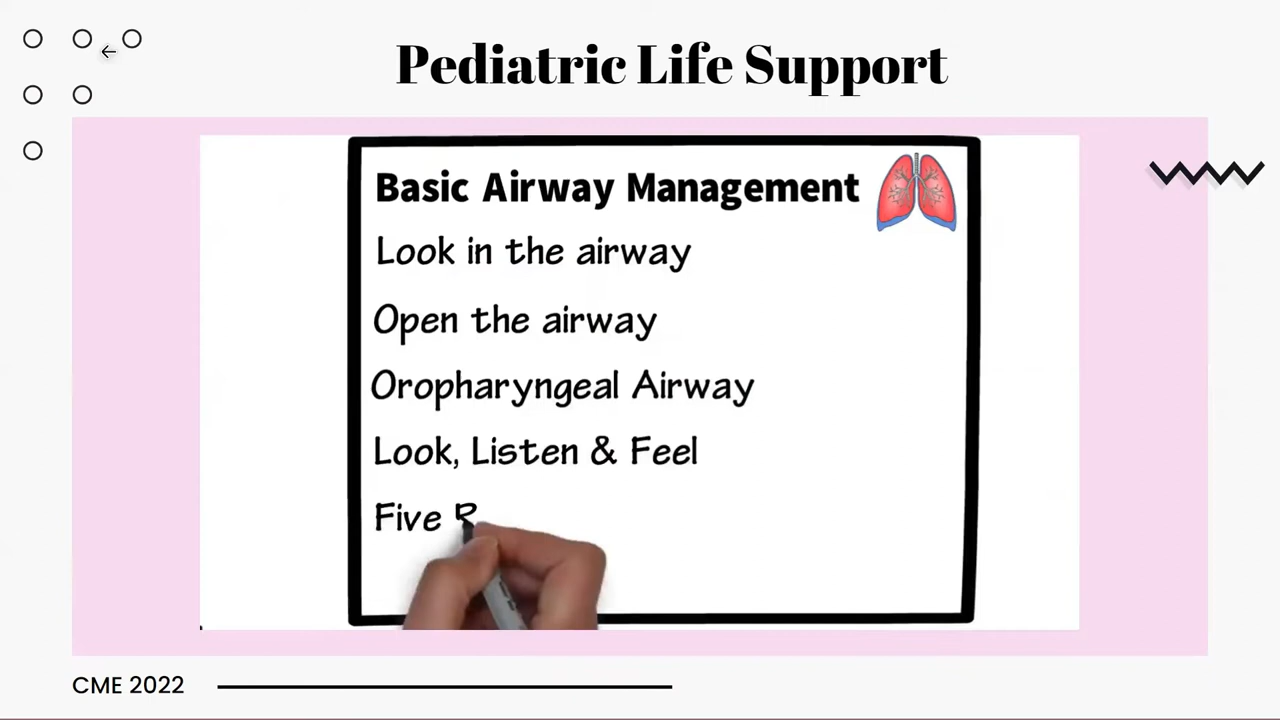 Pediatric Life Support
Basic Airway Management
Look in the airway
Open the airway
Oropharyngeal Airway
Look, Listen & Feel
Five
CME 2022